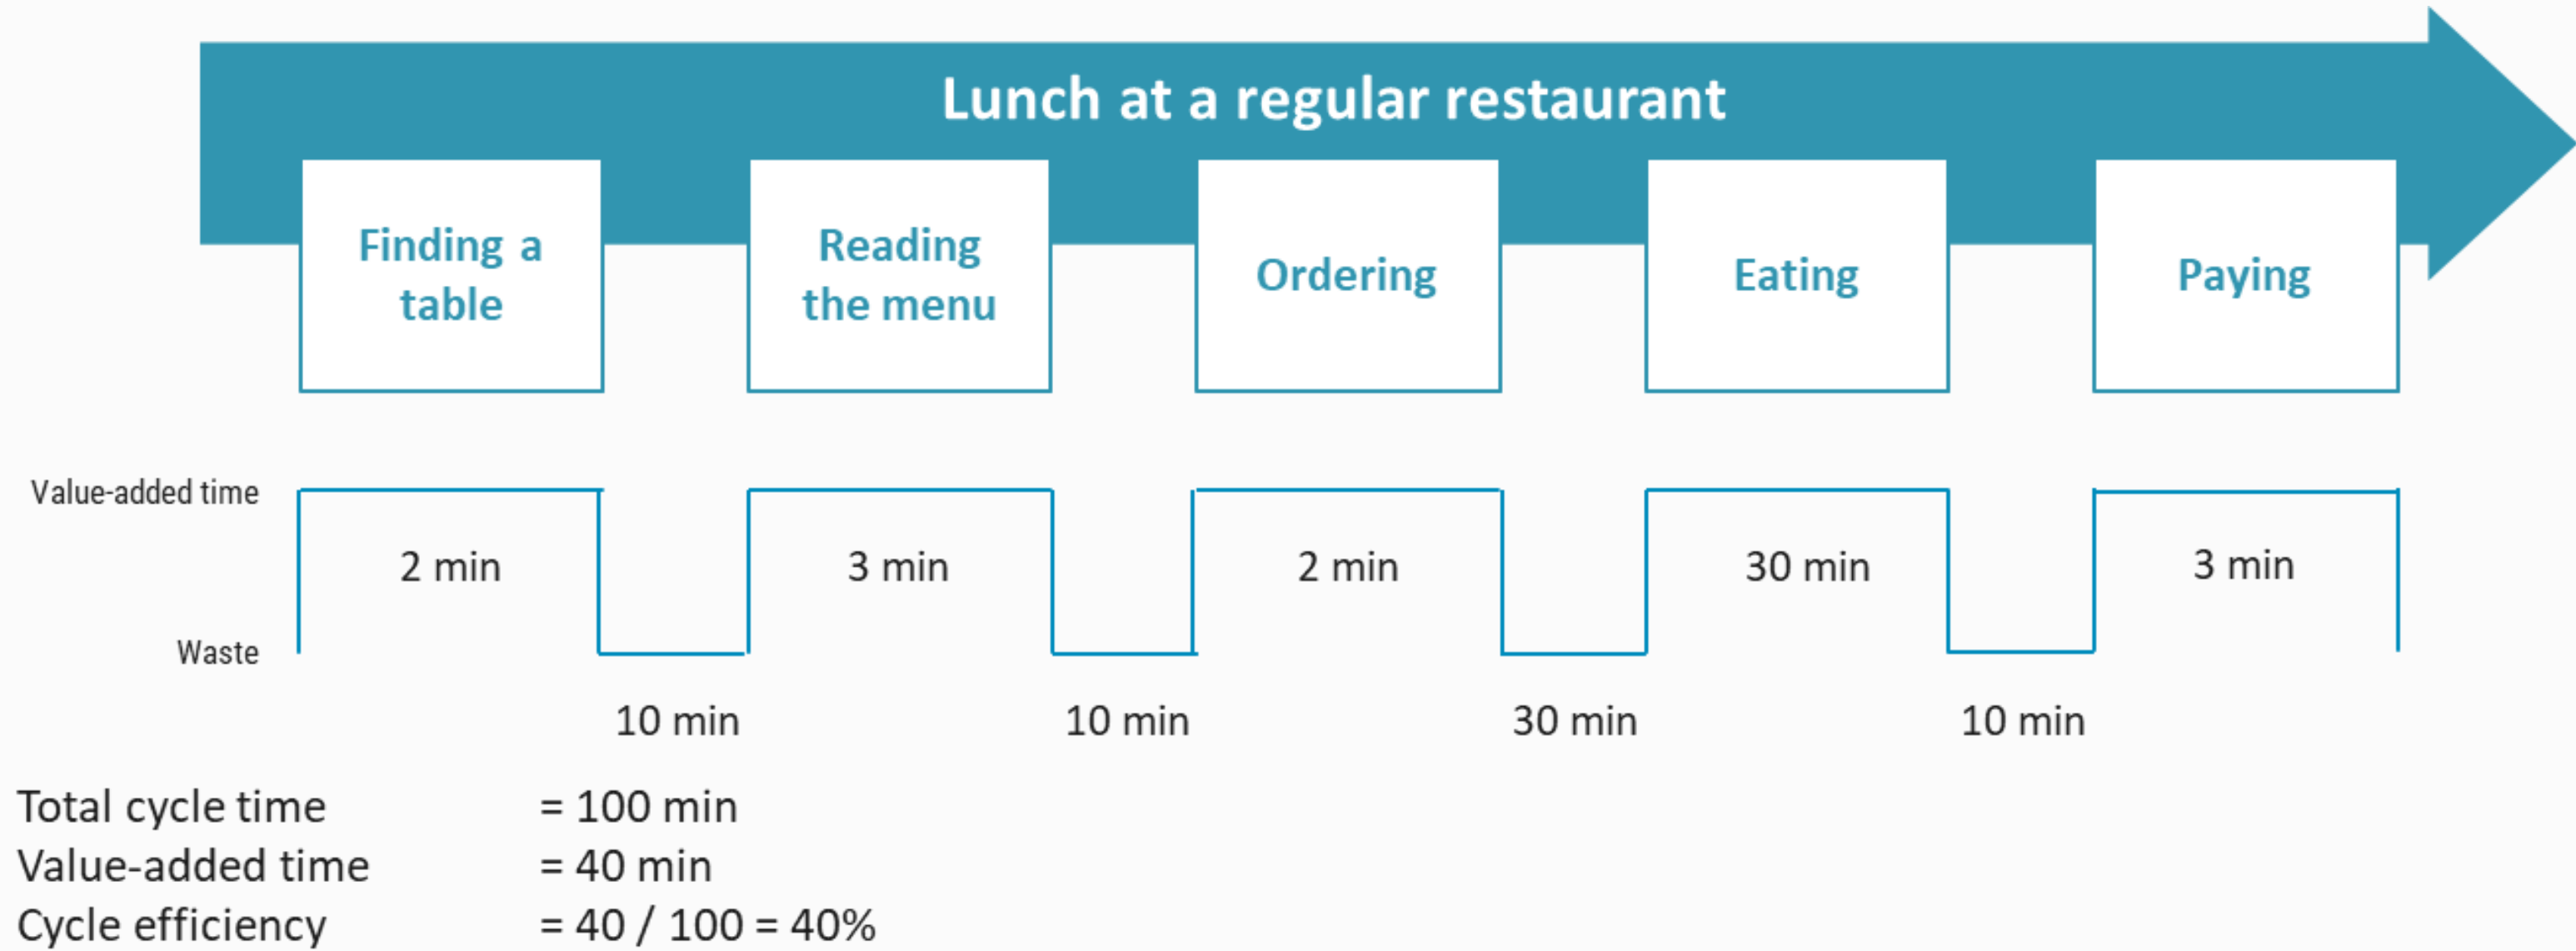 Lunch at a regular restaurant
Finding a
table
Reading
the menu
Ordering
Eating
Paying
Value-added time
2 min
3 min
2 min
30 min
3 min
Waste
10 min
10 min
30 min
10 min
Total cycle time = 100 min
Value-added time = 40 min
Cycle efficiency = 40 / 100 = 40%